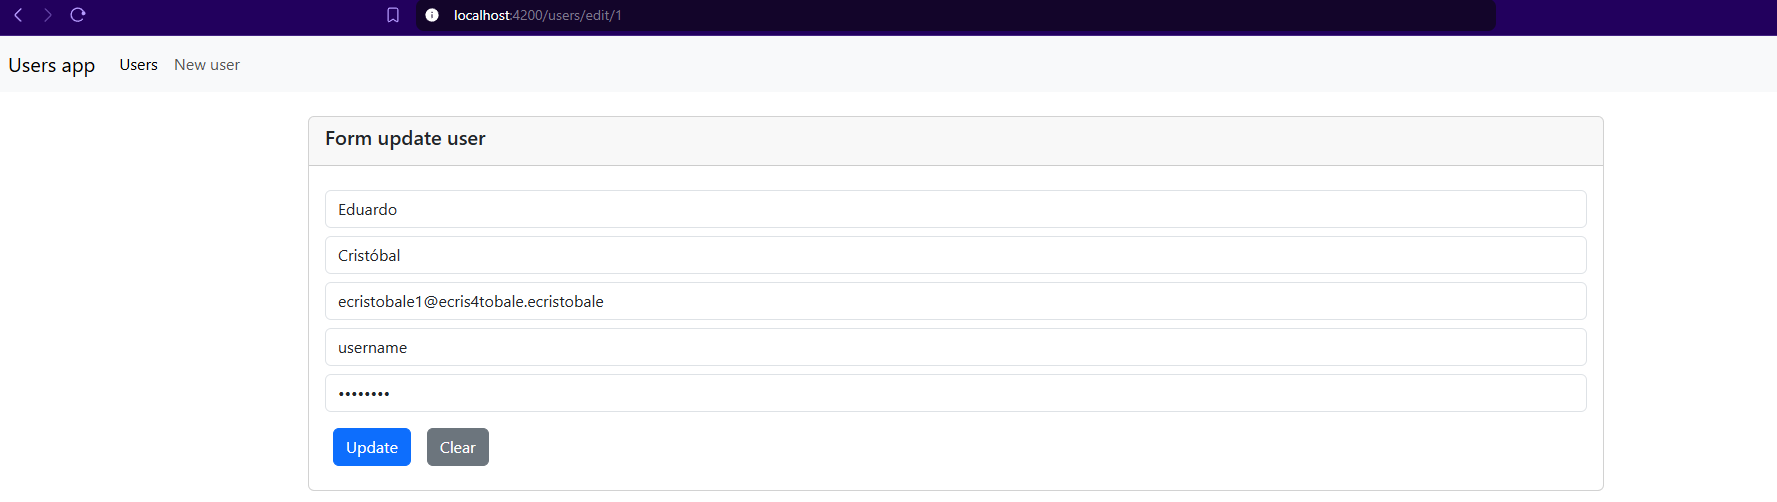 localhost:4200/users/edit/1
Users app Users New user
Form update user
Eduardo
Cristóbal
ecristobale1@ecris4tobale.ecristobale
username
••••••••
Update Clear